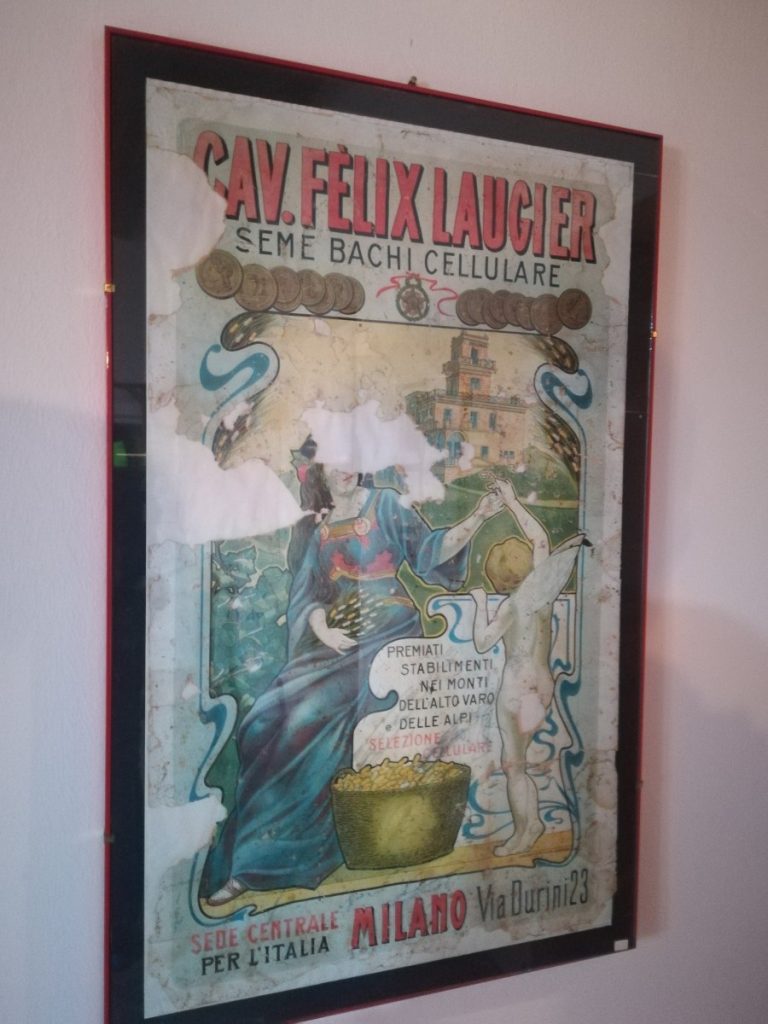 CAV. FÈLIX LAUGIER
SEME BACHI CELLULARE
PREMIATI
STABILIMENTI
NEI MONTI
DELL'ALTO VARO
e DELLE ALPI
SELEZIONE
CELLULARE
SEDE CENTRALE
PER L'ITALIA
MILANO
Via Durini 23